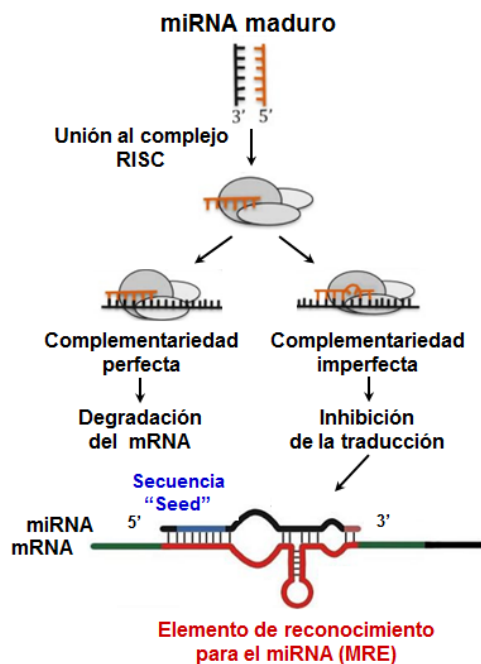 miRNA maduro
3’ 5’
Unión al complejo
RISC
Complementariedad
perfecta
Complementariedad
imperfecta
Degradación
del mRNA
Inhibición
de la traducción
Secuencia
“Seed”
miRNA 5’ 3’
mRNA
Elemento de reconocimiento
para el miRNA (MRE)